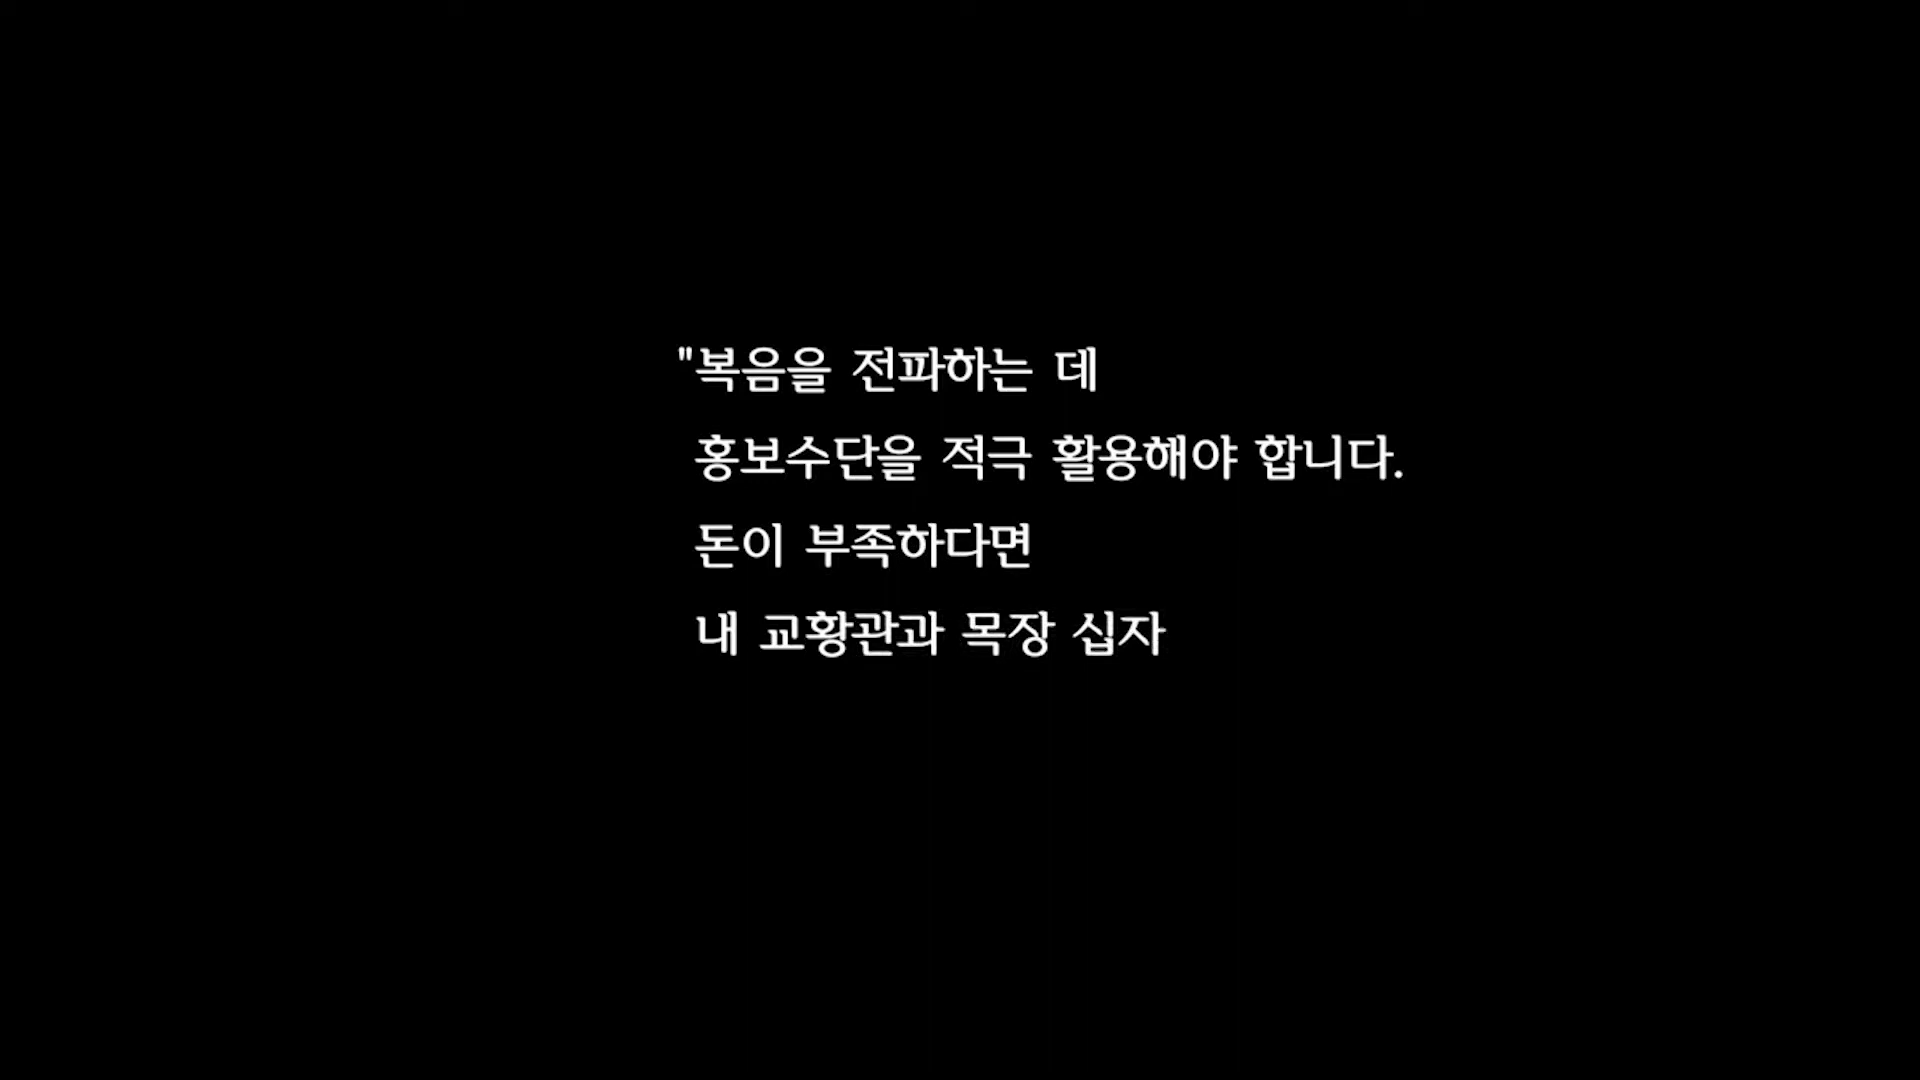 "복음을 전파하는 데
홍보수단을 적극 활용해야 합니다.
돈이 부족하다면
내 교황관과 목장 십자